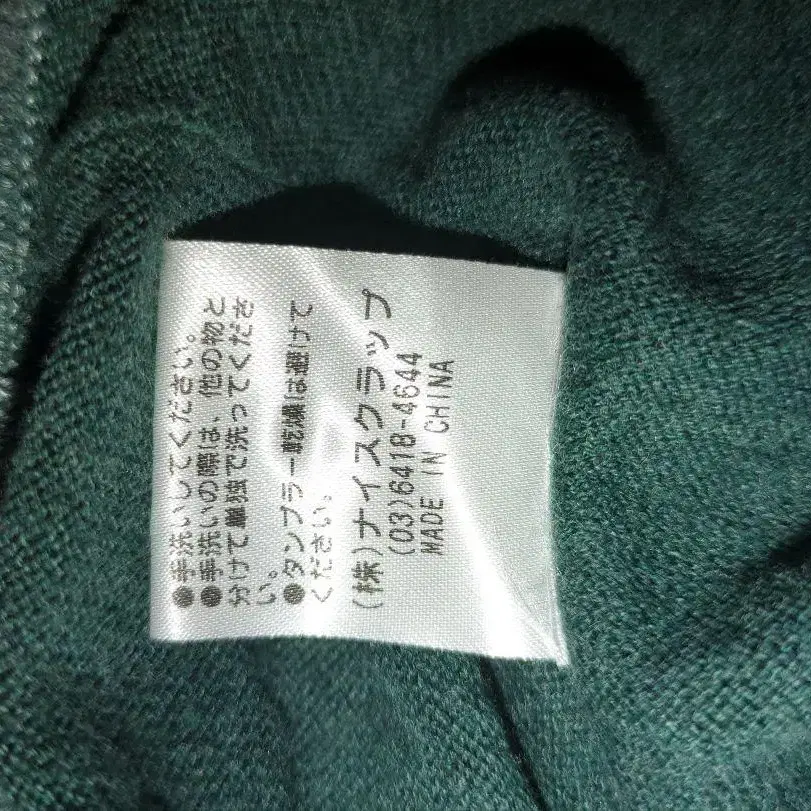 ●手洗いしてください。
●手洗いの際は、他の物と
分けて単独で洗ってくださ
い。
●タンブラー乾燥は避けて
ください。
(株)ナイスクラップ
(03)6418-4644
MADE IN CHINA